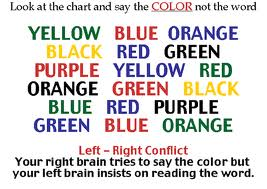 Look at the chart and say the COLOR not the word
YELLOW BLUE ORANGE
BLACK RED GREEN
PURPLE YELLOW RED
ORANGE GREEN BLACK
BLUE RED PURPLE
GREEN BLUE ORANGE
Left – Right Conflict
Your right brain tries to say the color but
your left brain insists on reading the word.